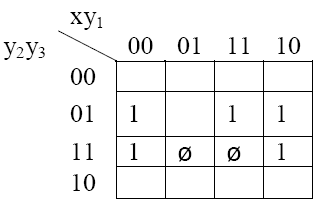 xy₁
y₂y₃ 00 01 11 10
00
01 1 1 1
11 1 ø ø 1
10